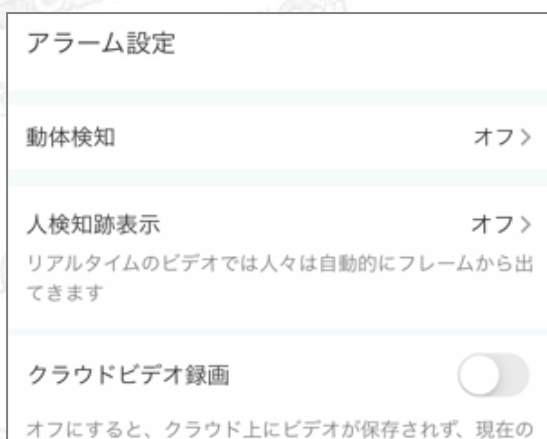 アラーム設定
動体検知 オフ
人検知跡表示 オフ
リアルタイムのビデオでは人々は自動的にフレームから出
てきます
クラウドビデオ録画
オフにすると、クラウド上にビデオが保存されず、現在の